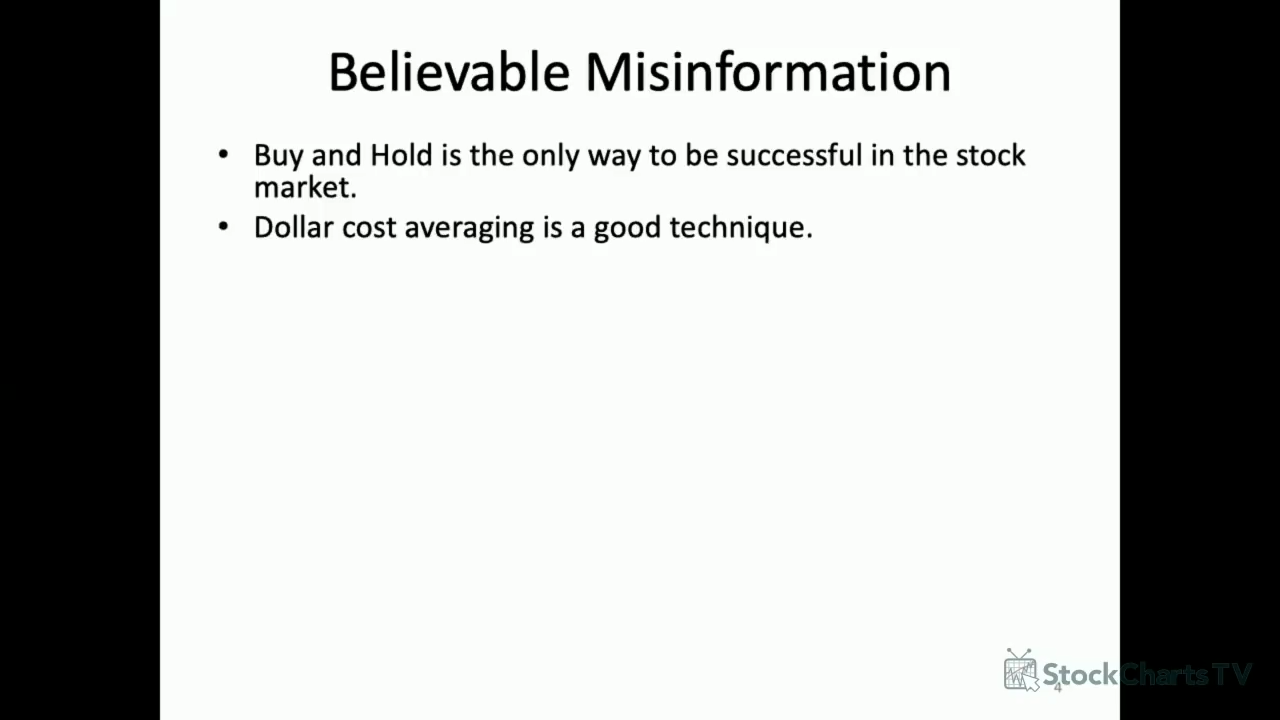 Believable Misinformation
• Buy and Hold is the only way to be successful in the stock
market.
• Dollar cost averaging is a good technique.
StockChartsTV
4